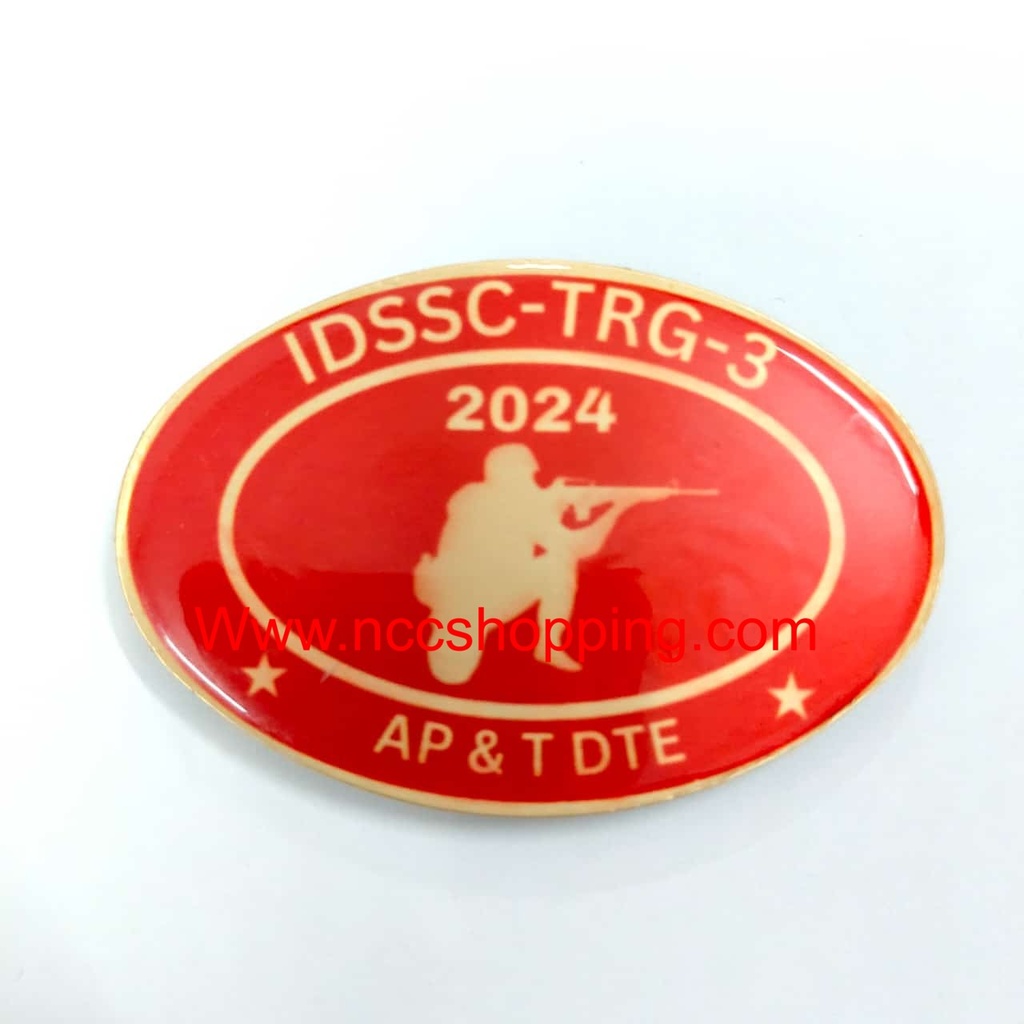 IDSSC-TRG-3
2024
Www.nccshopping.com
AP & T DTE